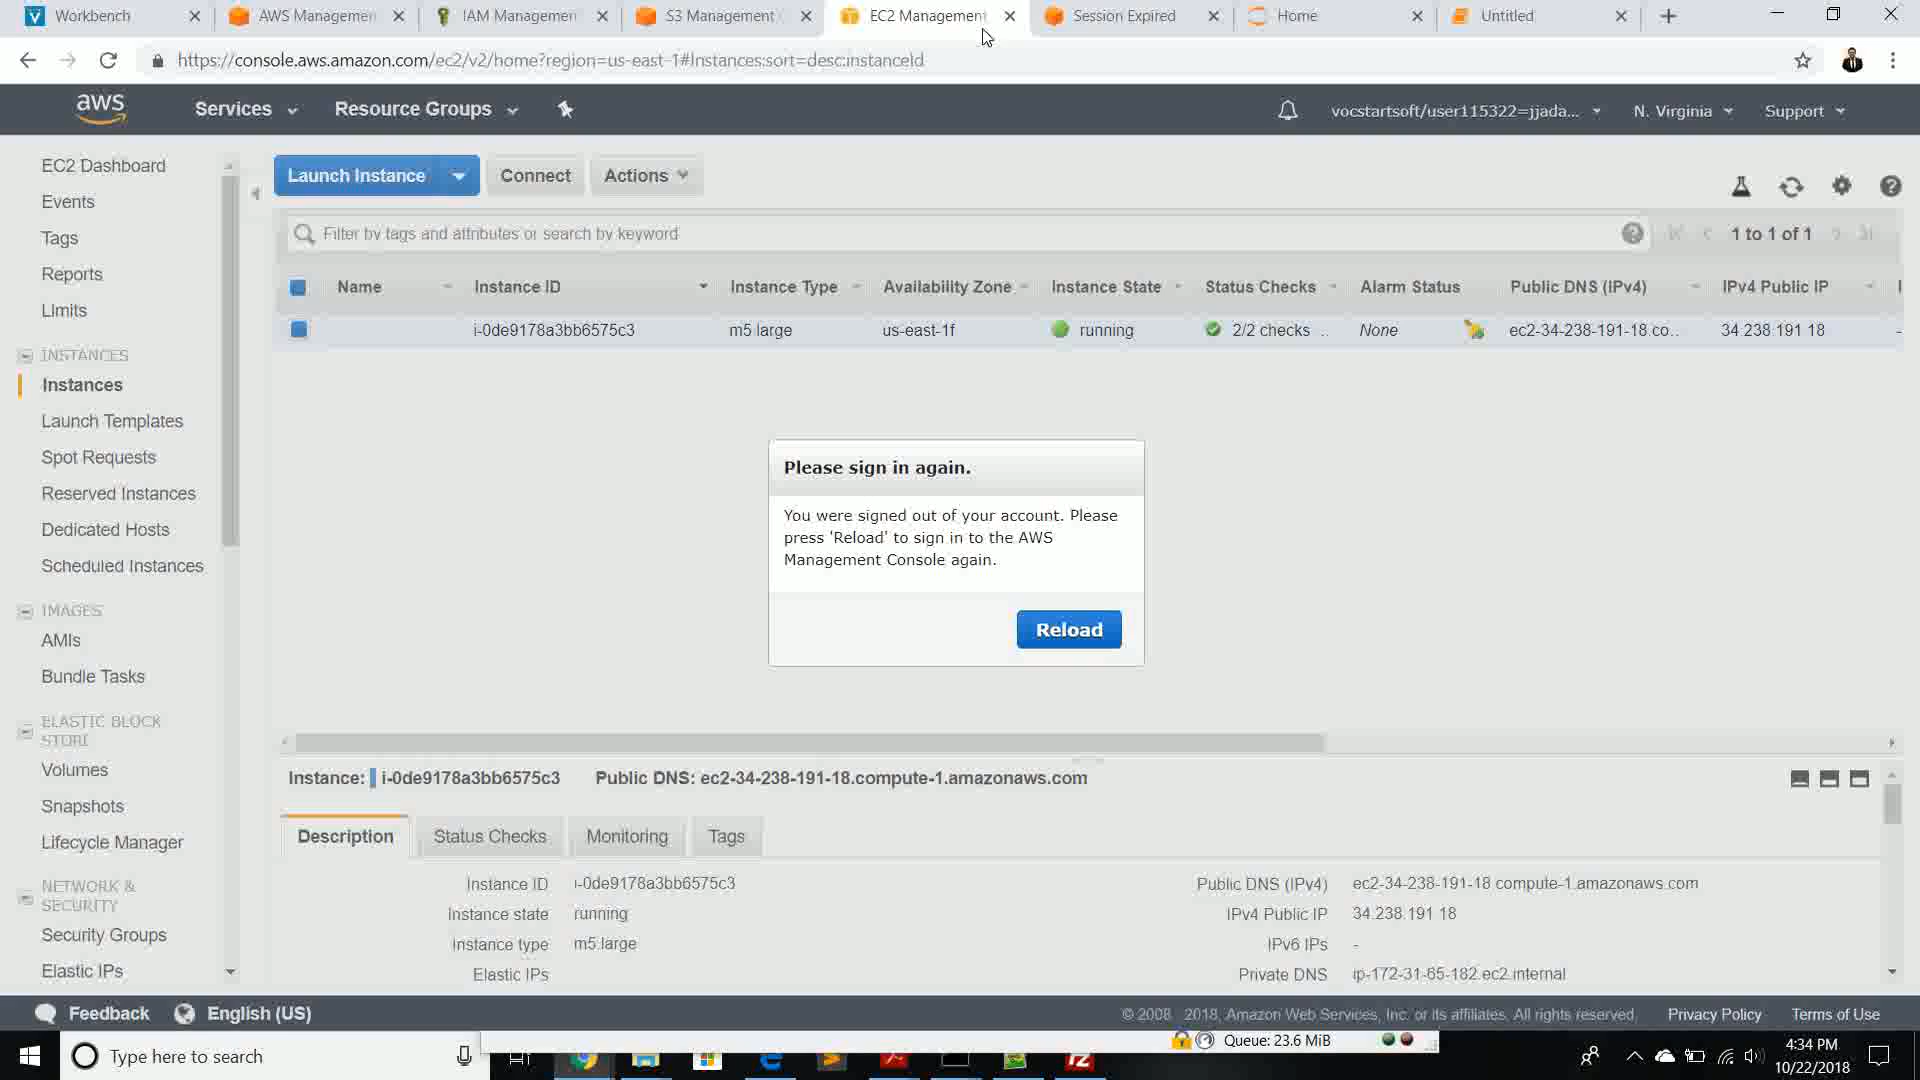 Workbench
AWS Managemen
IAM Managemen
S3 Management
EC2 Management
Session Expired
Home
Untitled
https://console.aws.amazon.com/ec2/v2/home?region=us-east-1#Instances:sort=desc:instanceId
aws
Services
Resource Groups
vocstartsoft/user115322=jjada...
N. Virginia
Support
EC2 Dashboard
Events
Tags
Reports
Limits
INSTANCES
Instances
Launch Templates
Spot Requests
Reserved Instances
Dedicated Hosts
Scheduled Instances
IMAGES
AMIs
Bundle Tasks
ELASTIC BLOCK
STORE
Volumes
Snapshots
Lifecycle Manager
NETWORK &
SECURITY
Security Groups
Elastic IPs
Launch Instance
Connect
Actions
Filter by tags and attributes or search by keyword
1 to 1 of 1
Name
Instance ID
Instance Type
Availability Zone
Instance State
Status Checks
Alarm Status
Public DNS (IPv4)
IPv4 Public IP
i-0de9178a3bb6575c3
m5.large
us-east-1f
running
2/2 checks ...
None
ec2-34-238-191-18.co...
34.238.191.18
-
Please sign in again.
You were signed out of your account. Please
press 'Reload' to sign in to the AWS
Management Console again.
Reload
Instance: i-0de9178a3bb6575c3
Public DNS: ec2-34-238-191-18.compute-1.amazonaws.com
Description
Status Checks
Monitoring
Tags
Instance ID i-0de9178a3bb6575c3
Instance state running
Instance type m5.large
Elastic IPs
Public DNS (IPv4) ec2-34-238-191-18.compute-1.amazonaws.com
IPv4 Public IP 34.238.191.18
IPv6 IPs -
Private DNS ip-172-31-65-182.ec2.internal
Feedback
English (US)
© 2008 2018, Amazon Web Services, Inc. or its affiliates. All rights reserved.
Privacy Policy
Terms of Use
Queue: 23.6 MiB
Type here to search
4:34 PM
10/22/2018